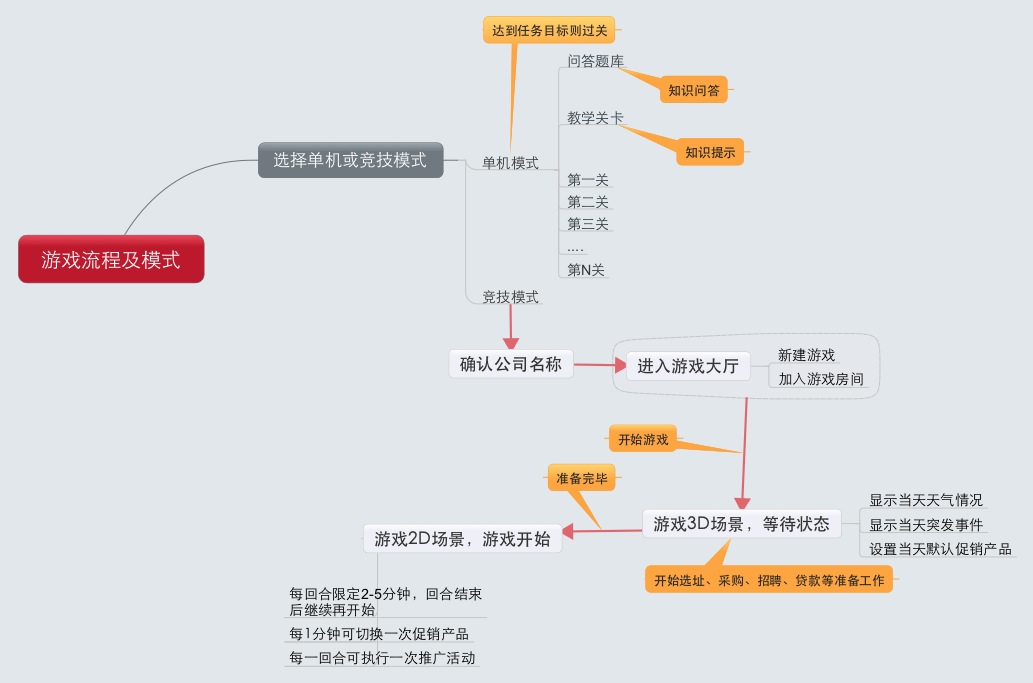 达到任务目标则过关
问答题库
知识问答
教学关卡
知识提示
选择单机或竞技模式
单机模式
第一关
第二关
第三关
....
第N关
游戏流程及模式
竞技模式
确认公司名称
进入游戏大厅
新建游戏
加入游戏房间
开始游戏
准备完毕
游戏3D场景，等待状态
显示当天天气情况
显示当天突发事件
设置当天默认促销产品
游戏2D场景，游戏开始
开始选址、采购、招聘、贷款等准备工作
每回合限定2-5分钟，回合结束
后继续再开始
每1分钟可切换一次促销产品
每一回合可执行一次推广活动